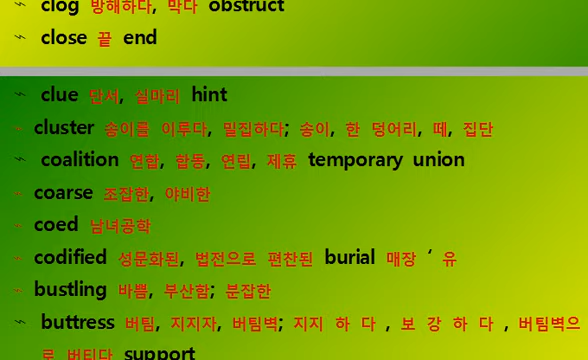 ~ clog 방해하다, 막다 obstruct
~ close 끝 end
~ clue 단서, 실마리 hint
~ cluster 송이를 이루다, 밀집하다; 송이, 한 덩어리, 떼, 집단
~ coalition 연합, 합동, 연립, 제휴 temporary union
~ coarse 조잡한, 야비한
~ coed 남녀공학
~ codified 성문화된, 법전으로 편찬된 burial 매장 ‘ 유
~ bustling 바쁨, 부산함; 분잡한
~ buttress 버팀, 지지자, 버팀벽; 지지 하 다 , 보 강 하 다 , 버팀벽으
로 버티다 support